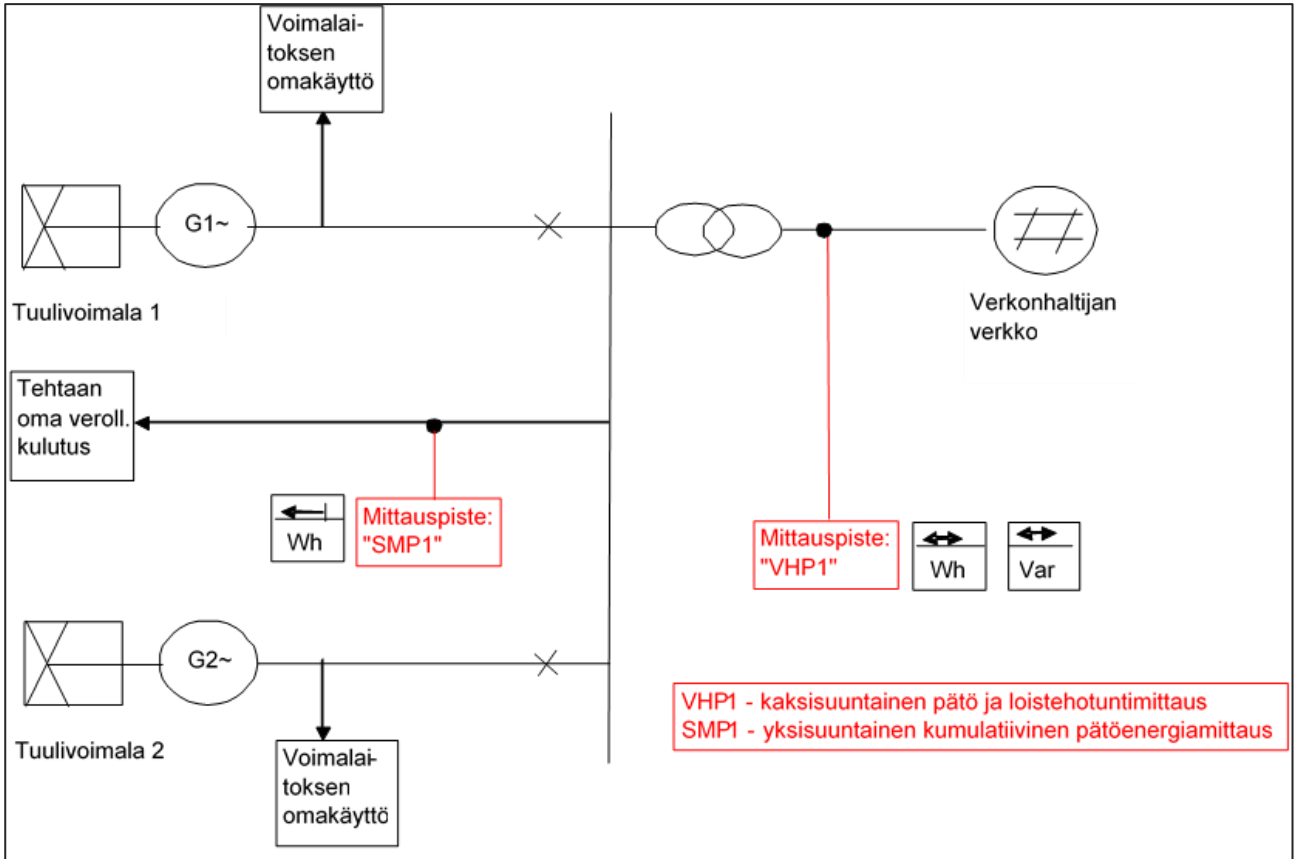 Voimalai-
toksen
omakäyttö
G1~
Tuulivoimala 1
Verkonhaltijan
verkko
Tehtaan
oma veroll.
kulutus
Wh
Mittauspiste:
"SMP1"
Mittauspiste:
"VHP1"
Wh
Var
G2~
Tuulivoimala 2
Voimalai-
toksen
omakäyttö
VHP1 - kaksisuuntainen pätö ja loistehotuntimittaus
SMP1 - yksisuuntainen kumulatiivinen pätöenergiamittaus